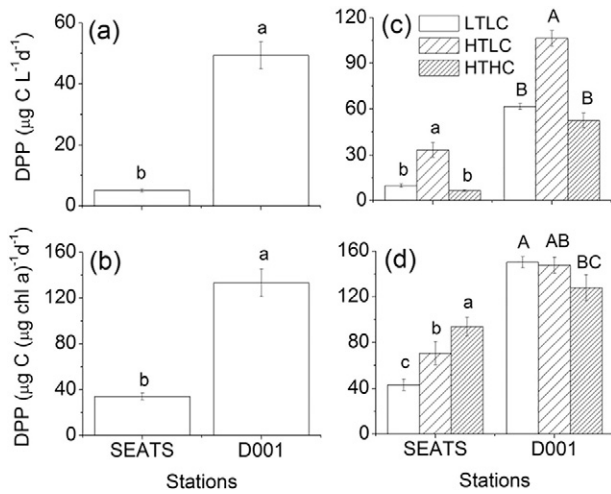 (a)
DPP (μg C L⁻¹d⁻¹)
60
40
20
0
b
a
(c)
LTLC
HTLC
HTHC
120
90
60
30
0
b
a
b
B
A
B
(b)
DPP (μg C (μg chl a)⁻¹d⁻¹)
160
120
80
40
0
b
a
SEATS
D001
Stations
(d)
160
120
80
40
0
c
b
a
A
AB
BC
SEATS
D001
Stations